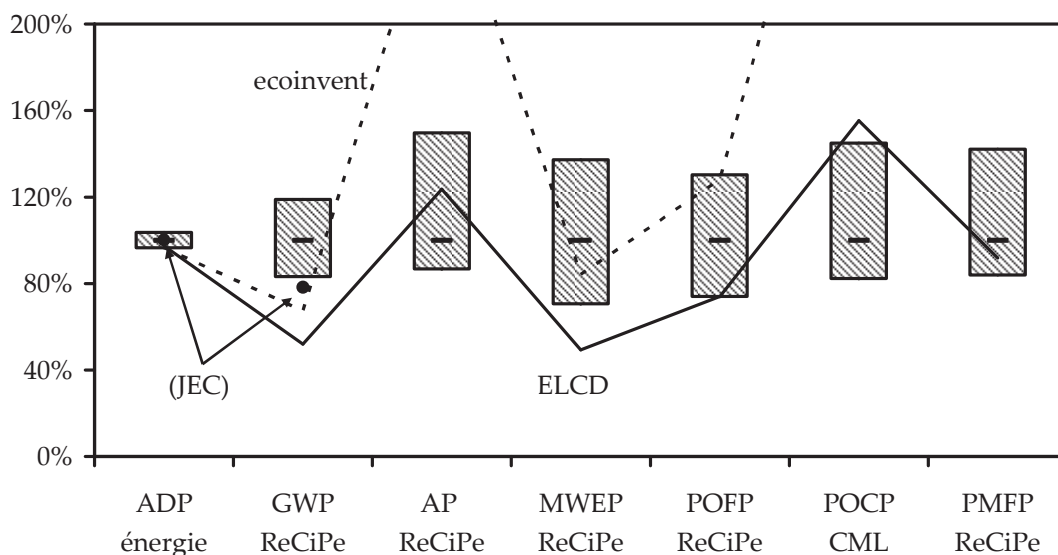 200%
ecoinvent
160%
120%
80%
40%
(JEC)
ELCD
0%
ADP GWP AP MWEP POFP POCP PMFP
énergie ReCiPe ReCiPe ReCiPe ReCiPe CML ReCiPe